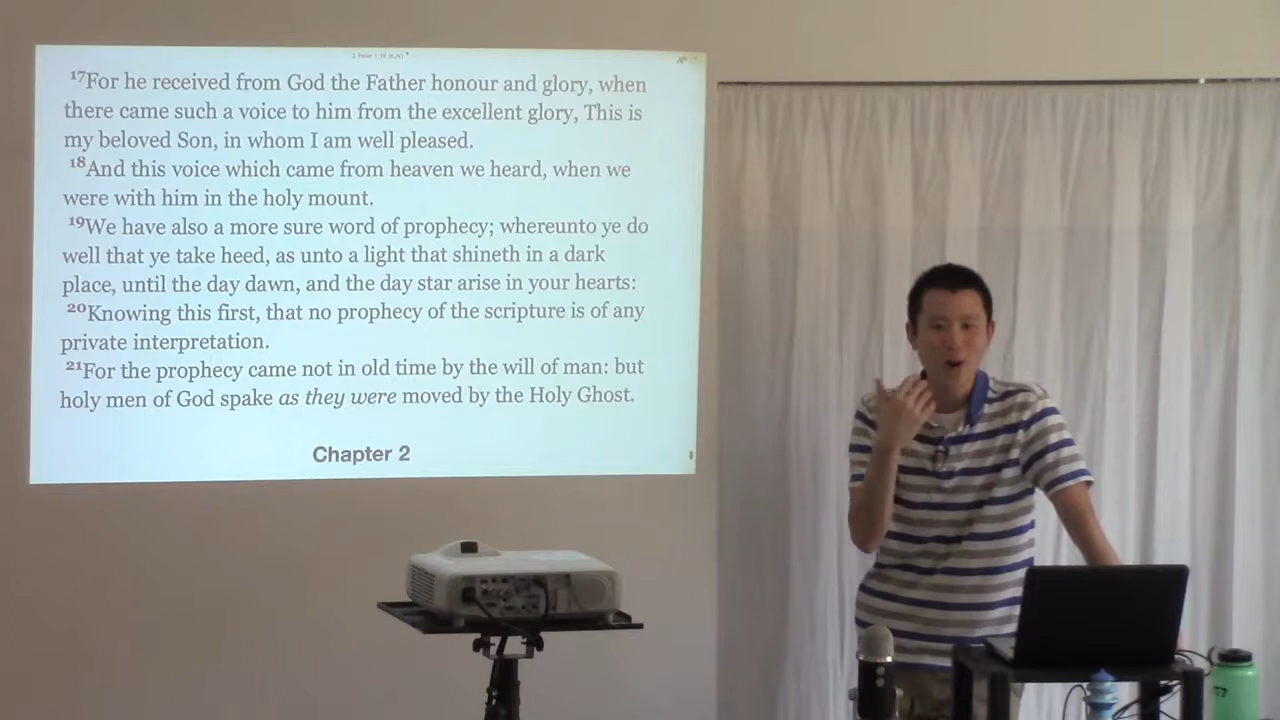 2 Peter 1:18 (KJV)
17For he received from God the Father honour and glory, when
there came such a voice to him from the excellent glory, This is
my beloved Son, in whom I am well pleased.
18And this voice which came from heaven we heard, when we
were with him in the holy mount.
19We have also a more sure word of prophecy; whereunto ye do
well that ye take heed, as unto a light that shineth in a dark
place, until the day dawn, and the day star arise in your hearts:
20Knowing this first, that no prophecy of the scripture is of any
private interpretation.
21For the prophecy came not in old time by the will of man: but
holy men of God spake as they were moved by the Holy Ghost.
Chapter 2